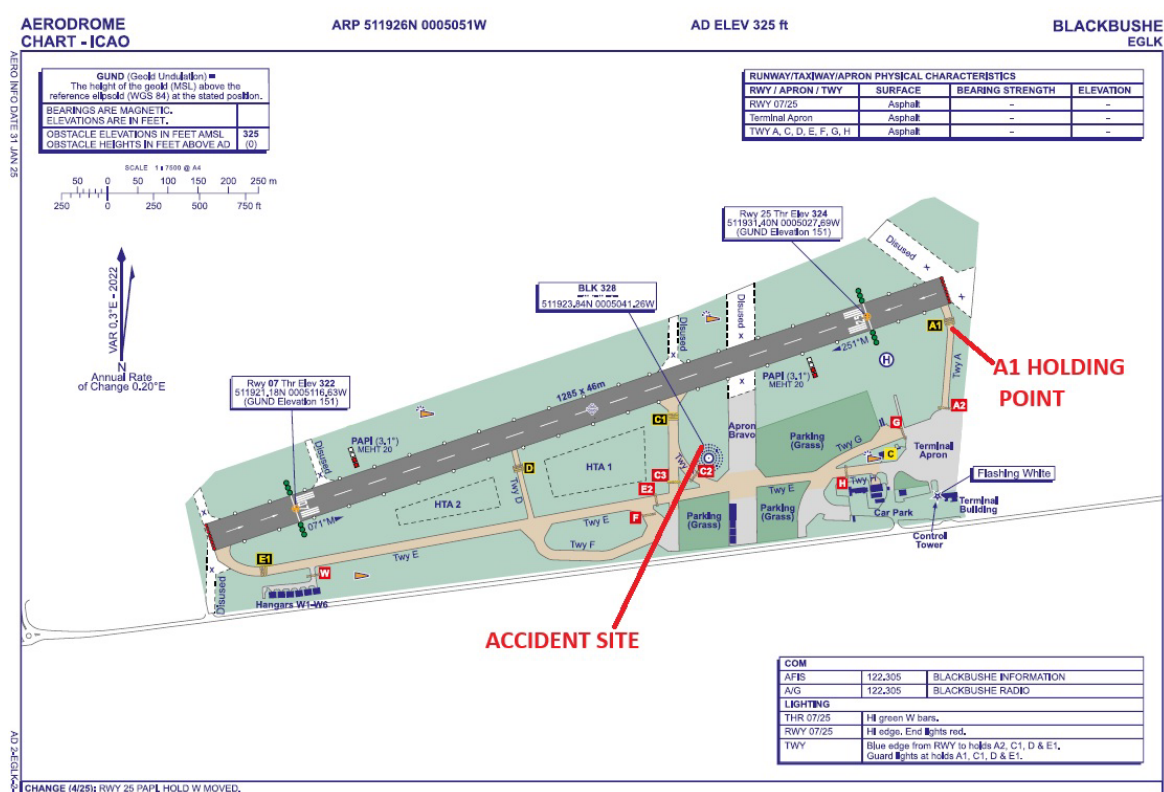 AERODROME
CHART - ICAO
ARP 511926N 0005051W
AD ELEV 325 ft
BLACKBUSHE
EGLK
AERO INFO DATE 31 JAN 25
GUND (Geoid Undulation) =
The height of the geoid (MSL) above the
reference ellipsoid (WGS 84) at the stated position.
BEARINGS ARE MAGNETIC.
ELEVATIONS ARE IN FEET.
OBSTACLE ELEVATIONS IN FEET AMSL 325
OBSTACLE HEIGHTS IN FEET ABOVE AD (0)
RUNWAY/TAXIWAY/APRON PHYSICAL CHARACTERISTICS
RWY / APRON / TWY SURFACE BEARING STRENGTH ELEVATION
RWY 07/25 Asphalt - -
Terminal Apron Asphalt - -
TWY A, C, D, E, F, G, H Asphalt - -
SCALE 1 : 7500 @ A4
50 0 50 100 150 200 250 m
250 0 250 500 750 ft
VAR 0.3°E - 2022
N
Annual Rate
of Change 0.20°E
Rwy 25 Thr Elev 324
511931.40N 0005027.69W
(GUND Elevation 151)
BLK 328
511923.84N 0005041.26W
Rwy 07 Thr Elev 322
511921.18N 0005116.63W
(GUND Elevation 151)
Disused
x
x
Disused
x
Disused
x
A1
251°M
H
Twy A
A1 HOLDING
POINT
PAPI (3.1°)
MEHT 20
1285 x 46m
PAPI (3.1°)
MEHT 20
Disused
x
C1
Apron
Bravo
Parking
(Grass)
Twy G
G
A2
Terminal
Apron
C
D
HTA 1
Twy
C3
C2
Flashing White
HTA 2
Twy D
E2
Twy E
H
Twy H
Terminal
Building
071°M
F
Parking
(Grass)
Parking
(Grass)
Car Park
Control
Tower
Twy E
Twy F
Twy E
x
x
E1
W
Disused
Hangars W1-W6
ACCIDENT SITE
COM
AFIS 122.305 BLACKBUSHE INFORMATION
A/G 122.305 BLACKBUSHE RADIO
LIGHTING
THR 07/25 HI green W bars.
RWY 07/25 HI edge. End lights red.
TWY Blue edge from RWY to holds A2, C1, D & E1.
Guard lights at holds A1, C1, D & E1.
CHANGE (4/25): RWY 25 PAPI, HOLD W MOVED.